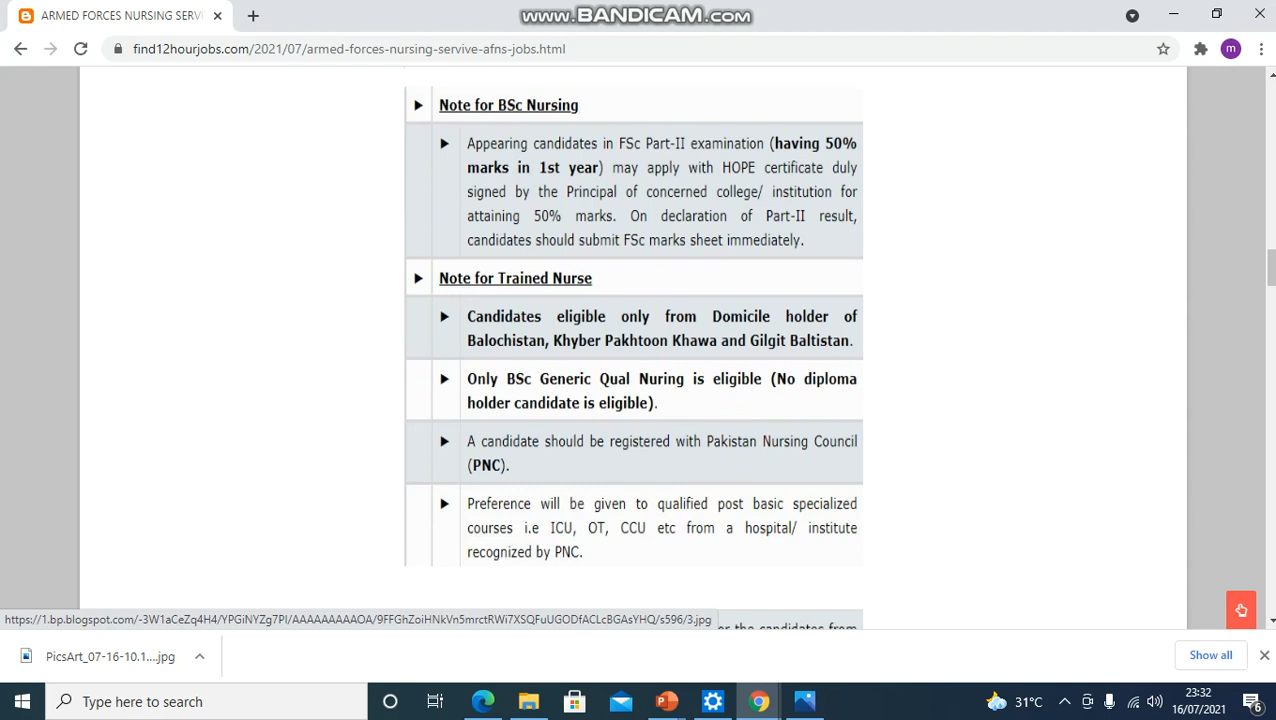 ARMED FORCES NURSING SERVI
www.BANDICAM.com
find12hourjobs.com/2021/07/armed-forces-nursing-servive-afns-jobs.html
m
Note for BSc Nursing
Appearing candidates in FSc Part-II examination (having 50%
marks in 1st year) may apply with HOPE certificate duly
signed by the Principal of concerned college/ institution for
attaining 50% marks. On declaration of Part-II result,
candidates should submit FSc marks sheet immediately.
Note for Trained Nurse
Candidates eligible only from Domicile holder of
Balochistan, Khyber Pakhtoon Khawa and Gilgit Baltistan.
Only BSc Generic Qual Nuring is eligible (No diploma
holder candidate is eligible).
A candidate should be registered with Pakistan Nursing Council
(PNC).
Preference will be given to qualified post basic specialized
courses i.e ICU, OT, CCU etc from a hospital/ institute
recognized by PNC.
or the candidates from
https://1.bp.blogspot.com/-3W1aCeZq4H4/YPGiNYZg7PI/AAAAAAAAAOA/9FFGhZoiHNkVn5mrctRWi7XSQFuUGODfACLcBGAsYHQ/s596/3.jpg
PicsArt_07-16-10.1....jpg
Show all
Type here to search
31°C
23:32
16/07/2021
6